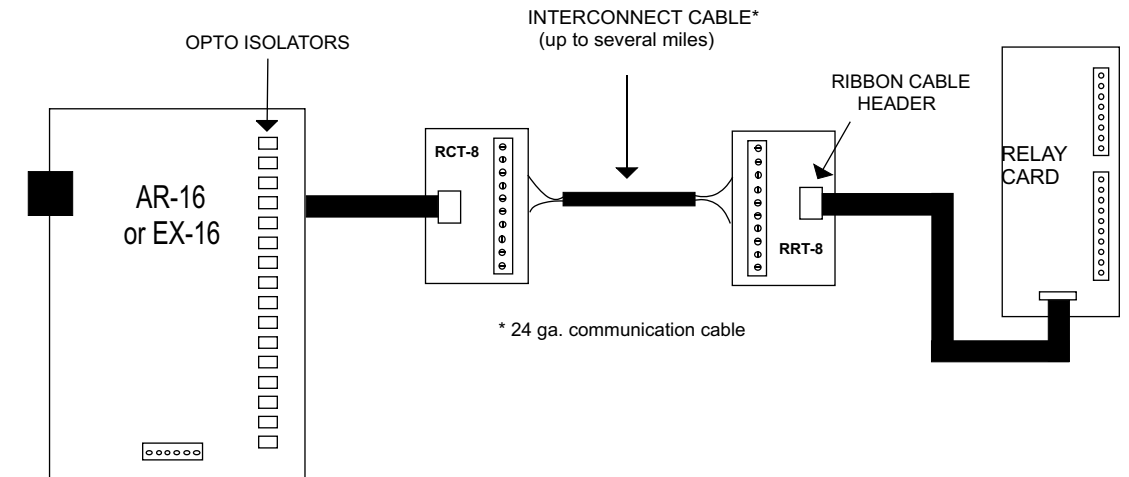 INTERCONNECT CABLE*
(up to several miles)
OPTO ISOLATORS
RIBBON CABLE
HEADER
RCT-8
RELAY
CARD
AR-16
or EX-16
RRT-8
* 24 ga. communication cable